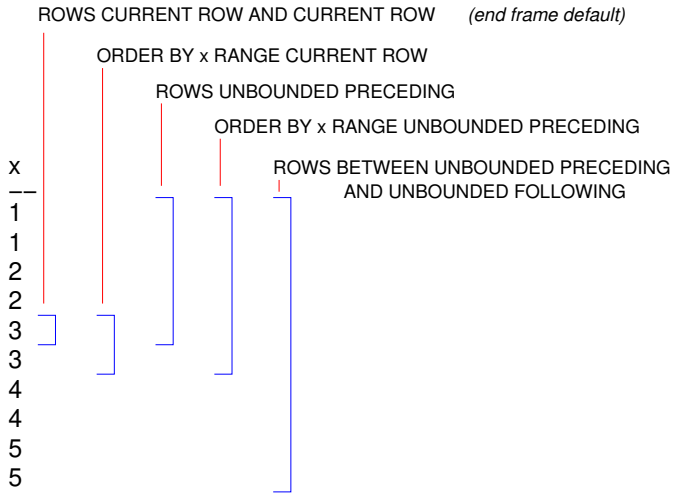 ROWS CURRENT ROW AND CURRENT ROW (end frame default)
ORDER BY x RANGE CURRENT ROW
ROWS UNBOUNDED PRECEDING
ORDER BY x RANGE UNBOUNDED PRECEDING
ROWS BETWEEN UNBOUNDED PRECEDING
AND UNBOUNDED FOLLOWING
x
__
1
1
2
2
3
3
4
4
5
5